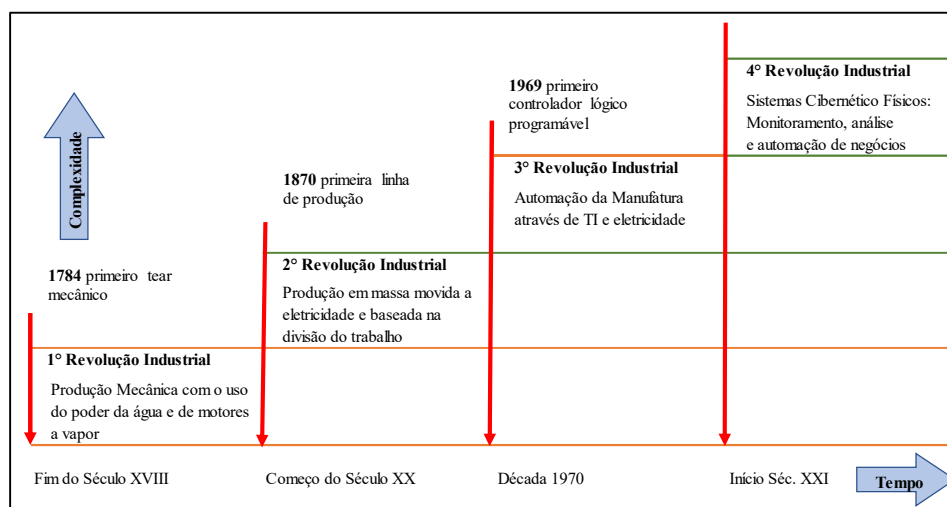 4° Revolução Industrial
Sistemas Cibernético Físicos:
Monitoramento, análise
e automação de negócios
1969 primeiro
controlador lógico
programável
Complexidade
3° Revolução Industrial
Automação da Manufatura
através de TI e eletricidade
1870 primeira linha
de produção
1784 primeiro tear
mecânico
2° Revolução Industrial
Produção em massa movida a
eletricidade e baseada na
divisão do trabalho
1° Revolução Industrial
Produção Mecânica com o uso
do poder da água e de motores
a vapor
Fim do Século XVIII
Começo do Século XX
Década 1970
Início Séc. XXI
Tempo